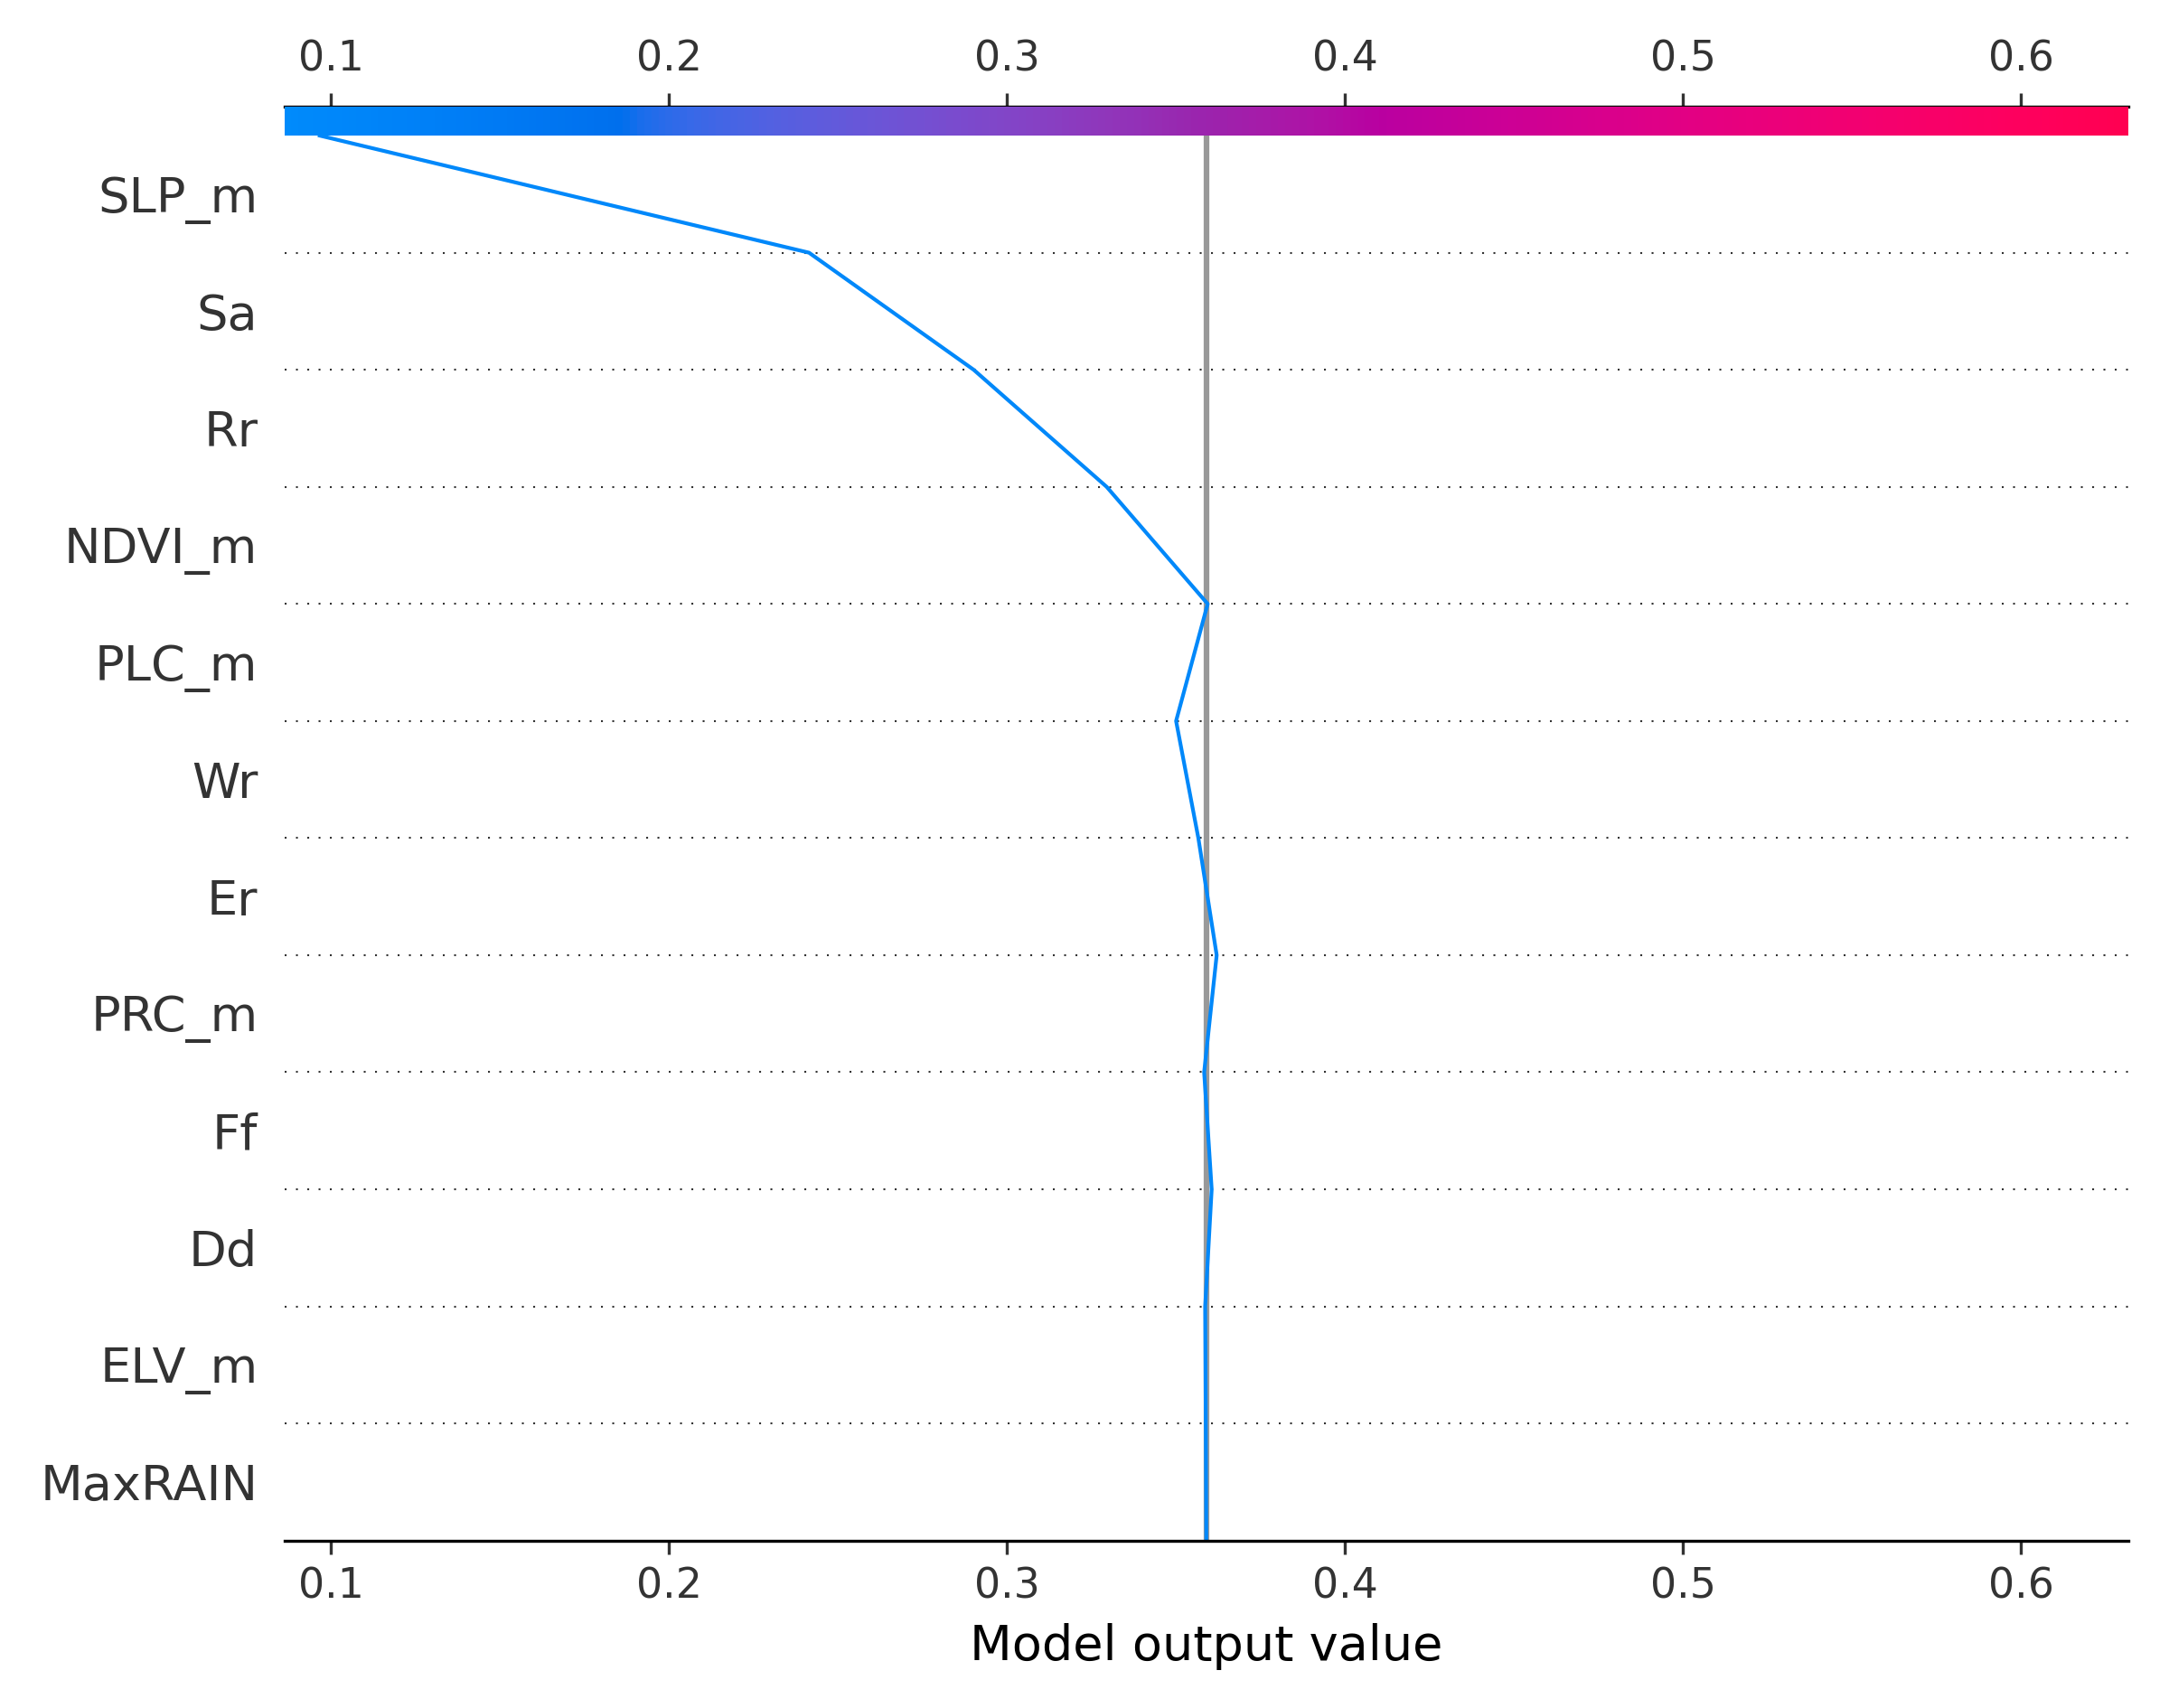 0.1 0.2 0.3 0.4 0.5 0.6
SLP_m
Sa
Rr
NDVI_m
PLC_m
Wr
Er
PRC_m
Ff
Dd
ELV_m
MaxRAIN
0.1 0.2 0.3 0.4 0.5 0.6
Model output value